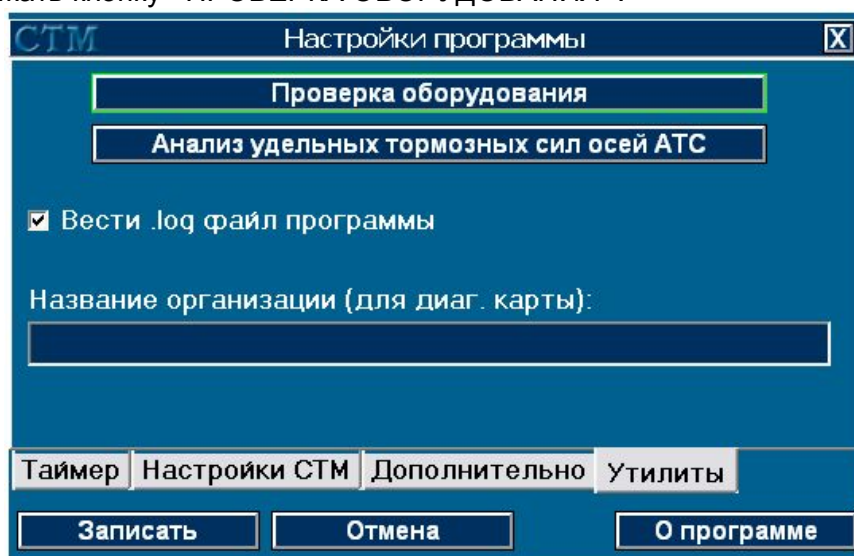 СТМ Настройки программы X
Проверка оборудования
Анализ удельных тормозных сил осей АТС
Вести .log файл программы
Название организации (для диаг. карты):
Таймер Настройки СТМ Дополнительно Утилиты
Записать Отмена О программе